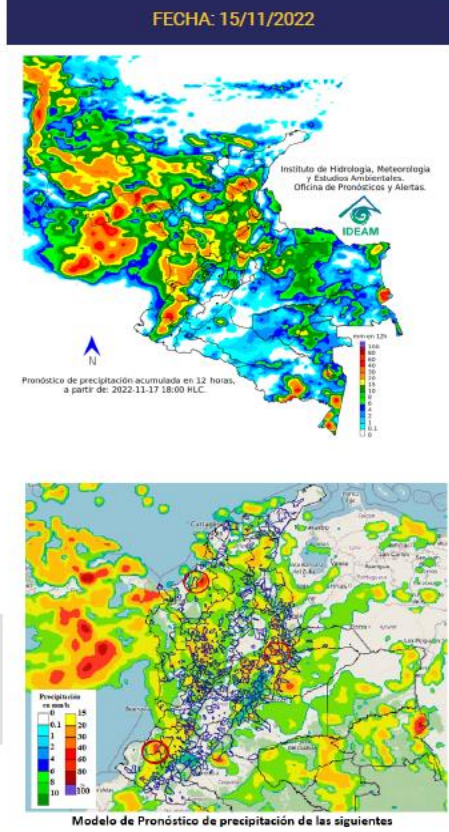 FECHA: 15/11/2022
Instituto de Hidrología, Meteorología
y Estudios Ambientales.
Oficina de Pronósticos y Alertas.
IDEAM
N
Pronóstico de precipitación acumulada en 12 horas,
a partir de: 2022-11-17 18:00 HLC.
mm en 12h
100
80
60
40
30
20
15
10
8
6
4
2
1
0.1
0
San Carlos
Precipitación
en mm/h
0 15
0.1 20
1 30
2 40
4 60
6 80
8 100
10
Modelo de Pronóstico de precipitación de las siguientes